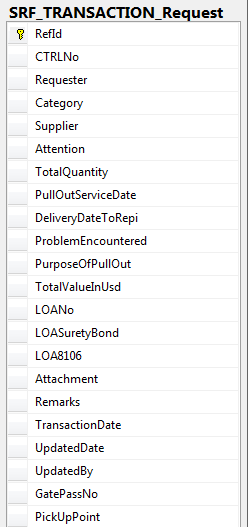 SRF_TRANSACTION_Request
RefId
CTRLNo
Requester
Category
Supplier
Attention
TotalQuantity
PullOutServiceDate
DeliveryDateToRepi
ProblemEncountered
PurposeOfPullOut
TotalValueInUsd
LOANo
LOASuretyBond
LOA8106
Attachment
Remarks
TransactionDate
UpdatedDate
UpdatedBy
GatePassNo
PickUpPoint